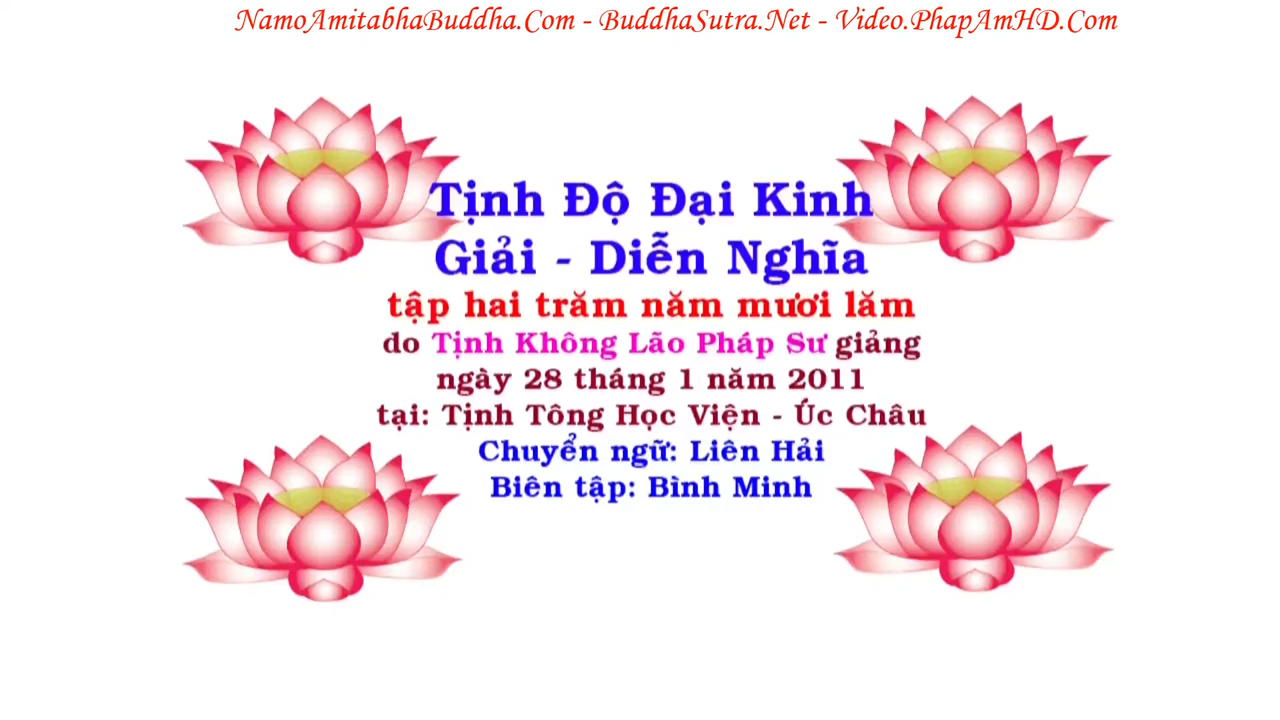 NamoAmitabhaBuddha.Com - BuddhaSutra.Net - Video.PhapAmHD.Com
Tịnh Độ Đại Kinh
Giải - Diễn Nghĩa
tập hai trăm năm mươi lăm
do Tịnh Không Lão Pháp Sư giảng
ngày 28 tháng 1 năm 2011
tại: Tịnh Tông Học Viện - Úc Châu
Chuyển ngữ: Liên Hải
Biên tập: Bình Minh